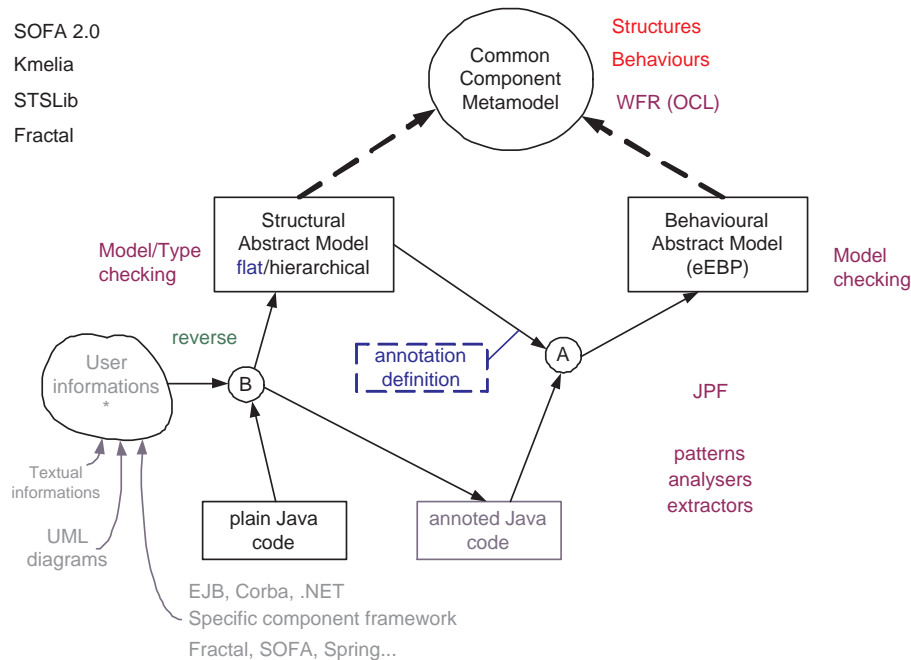 SOFA 2.0
Kmelia
STSLib
Fractal
Common
Component
Metamodel
Structures
Behaviours
WFR (OCL)
Structural
Abstract Model
flat/hierarchical
Behavioural
Abstract Model
(eEBP)
Model/Type
checking
Model
checking
reverse
User
informations
*
B
annotation
definition
A
JPF
Textual
informations
UML
diagrams
plain Java
code
annoted Java
code
patterns
analysers
extractors
EJB, Corba, .NET
Specific component framework
Fractal, SOFA, Spring...